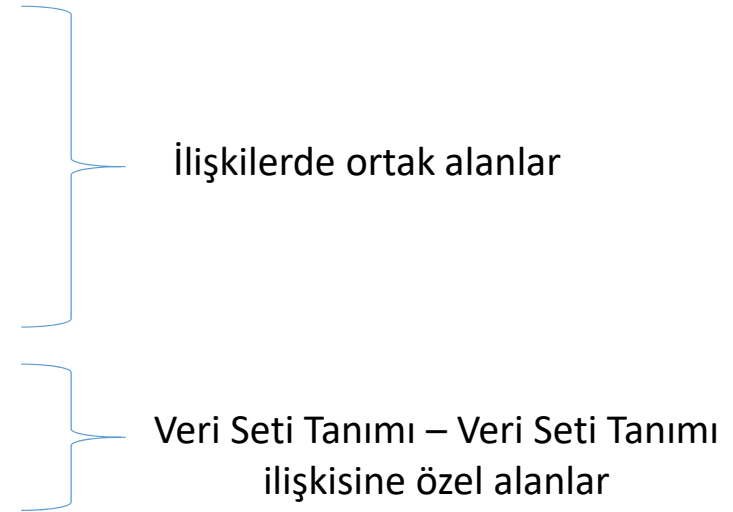 İlişkilerde ortak alanlar
Veri Seti Tanımı – Veri Seti Tanımı
ilişkisine özel alanlar